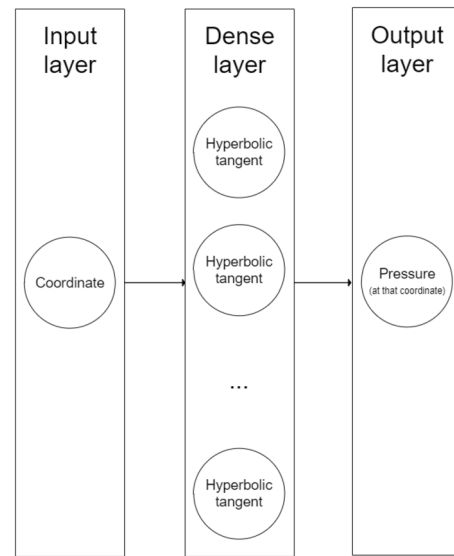 Input
layer
Dense
layer
Output
layer
Hyperbolic
tangent
Coordinate
Hyperbolic
tangent
Pressure
(at that coordinate)
...
Hyperbolic
tangent